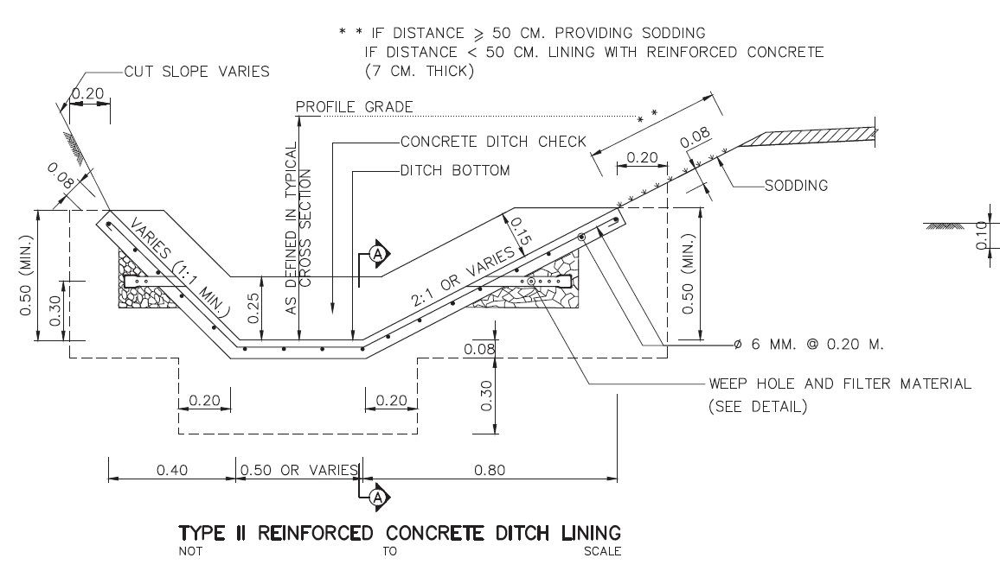 * * IF DISTANCE ⩾ 50 CM. PROVIDING SODDING
IF DISTANCE < 50 CM. LINING WITH REINFORCED CONCRETE
(7 CM. THICK)
CUT SLOPE VARIES
0.20
PROFILE GRADE
* *
CONCRETE DITCH CHECK
0.08
0.20
DITCH BOTTOM
SODDING
0.08
AS DEFINED IN TYPICAL
CROSS SECTION
VARIES (1:1 MIN.)
0.15
2:1 OR VARIES
A
0.10
0.50 (MIN.)
0.30
0.25
0.50 (MIN.)
0.08
Ø 6 MM. @ 0.20 M.
WEEP HOLE AND FILTER MATERIAL
(SEE DETAIL)
0.20
0.20
0.30
0.40
0.50 OR VARIES
0.80
A
TYPE II REINFORCED CONCRETE DITCH LINING
NOT TO SCALE